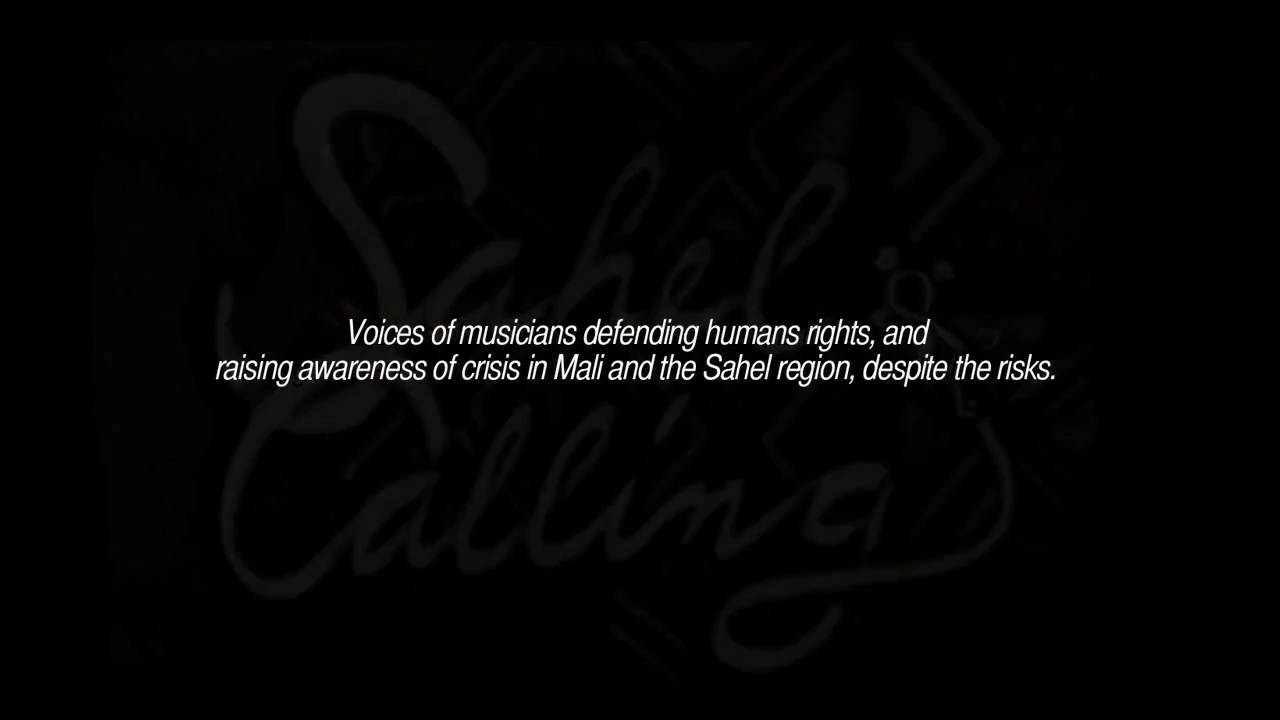 Sahel
Voices of musicians defending humans rights, and
raising awareness of crisis in Mali and the Sahel region, despite the risks.
Calling